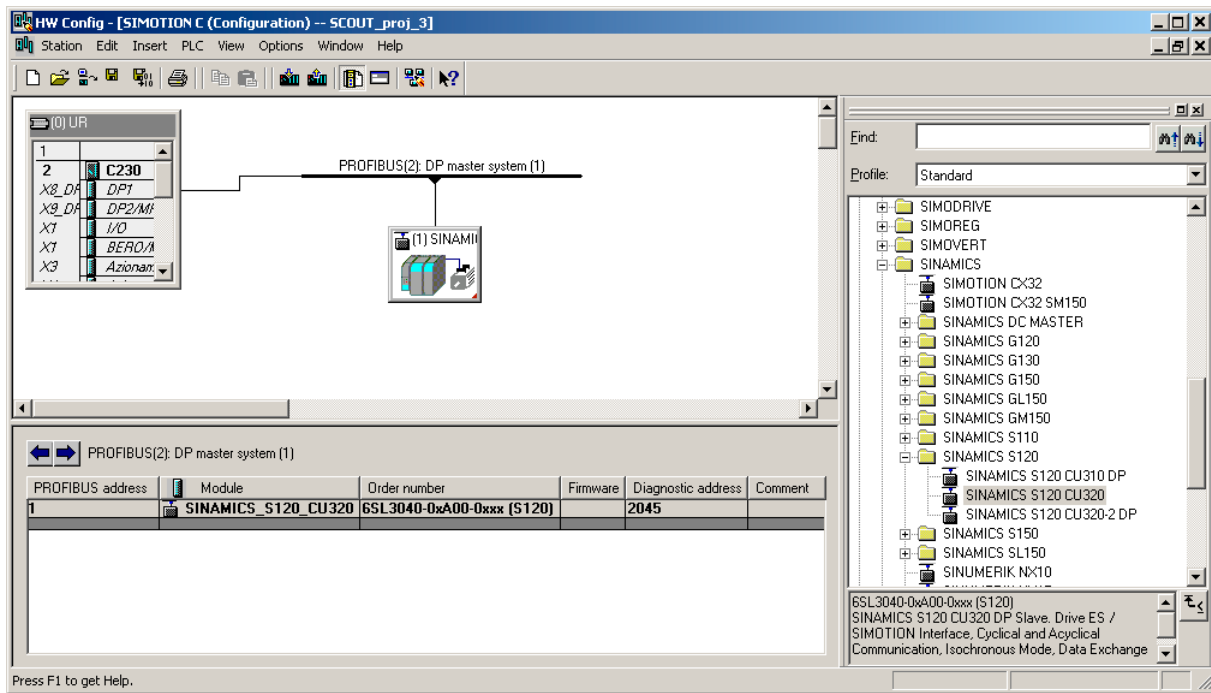 HW Config - [SIMOTION C (Configuration) -- SCOUT_proj_3]
Station Edit Insert PLC View Options Window Help
(0) UR
1
2 C230
X8_DP DP1
X9_DP DP2/MP
X1 I/O
X1 BERO/M
X3 Azionam
PROFIBUS(2): DP master system (1)
(1) SINAMI
Find:
Profile: Standard
SIMODRIVE
SIMOREG
SIMOVERT
SINAMICS
SIMOTION CX32
SIMOTION CX32 SM150
SINAMICS DC MASTER
SINAMICS G120
SINAMICS G130
SINAMICS G150
SINAMICS GL150
SINAMICS GM150
SINAMICS S110
SINAMICS S120
SINAMICS S120 CU310 DP
SINAMICS S120 CU320
SINAMICS S120 CU320-2 DP
SINAMICS S150
SINAMICS SL150
SINUMERIK NX10
6SL3040-0xA00-0xxx (S120)
SINAMICS S120 CU320 DP Slave. Drive ES /
SIMOTION Interface, Cyclical and Acyclical
Communication, Isochronous Mode, Data Exchange
PROFIBUS(2): DP master system (1)
PROFIBUS address Module Order number Firmware Diagnostic address Comment
1 SINAMICS_S120_CU320 6SL3040-0xA00-0xxx (S120) 2045
Press F1 to get Help.